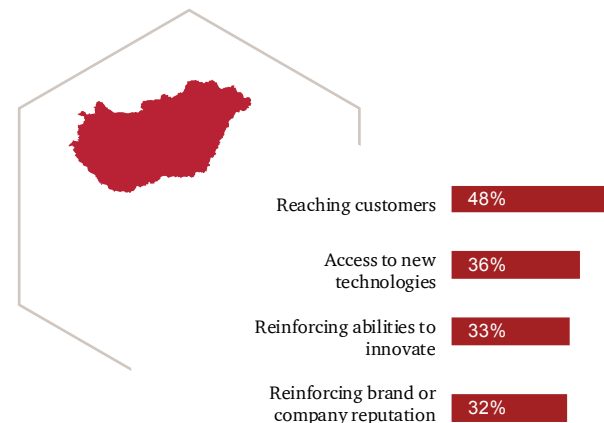 Reaching customers 48%
Access to new
technologies 36%
Reinforcing abilities to
innovate 33%
Reinforcing brand or
company reputation 32%